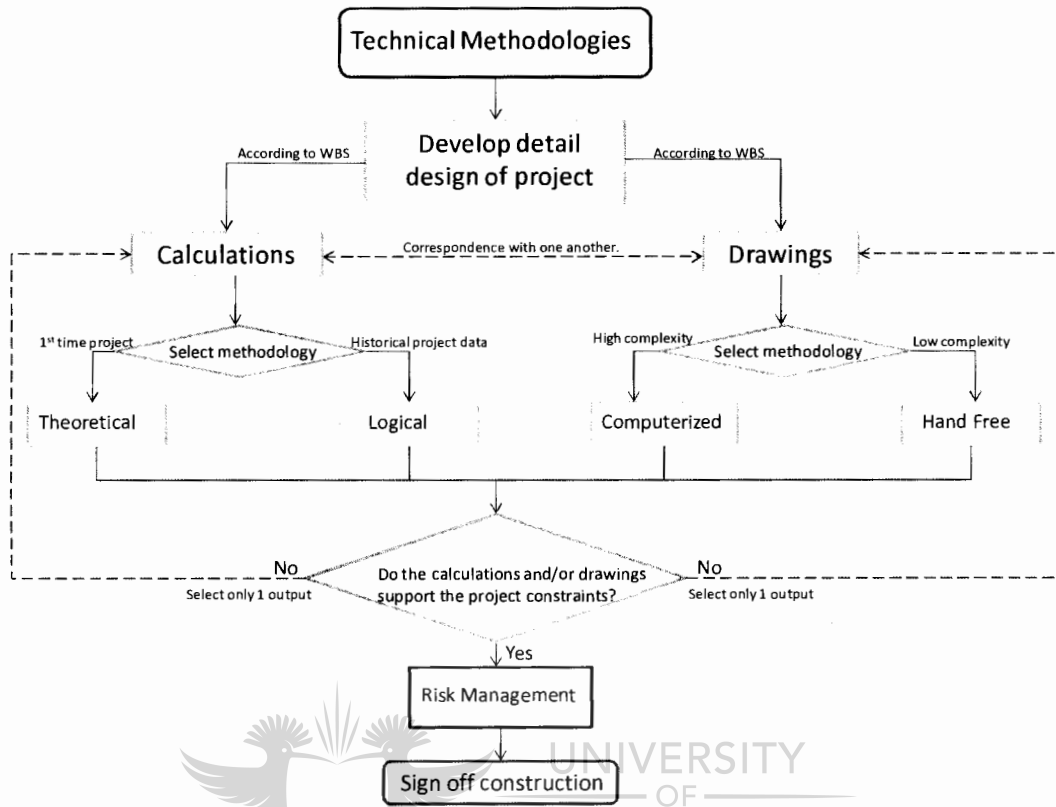 Technical Methodologies
Develop detail
design of project
According to WBS
According to WBS
Calculations
Correspondence with one another.
Drawings
1st time project
Select methodology
Historical project data
High complexity
Select methodology
Low complexity
Theoretical
Logical
Computerized
Hand Free
No
Select only 1 output
Do the calculations and/or drawings
support the project constraints?
No
Select only 1 output
Yes
Risk Management
UNIVERSITY
OF
Sign off construction